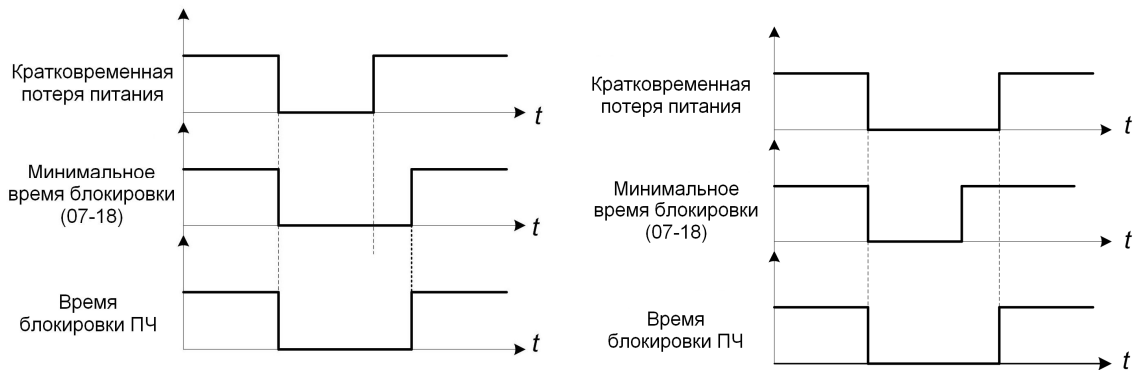 Кратковременная
потеря питания
t
Минимальное
время блокировки
(07-18)
t
Время
блокировки ПЧ
t
Кратковременная
потеря питания
t
Минимальное
время блокировки
(07-18)
t
Время
блокировки ПЧ
t